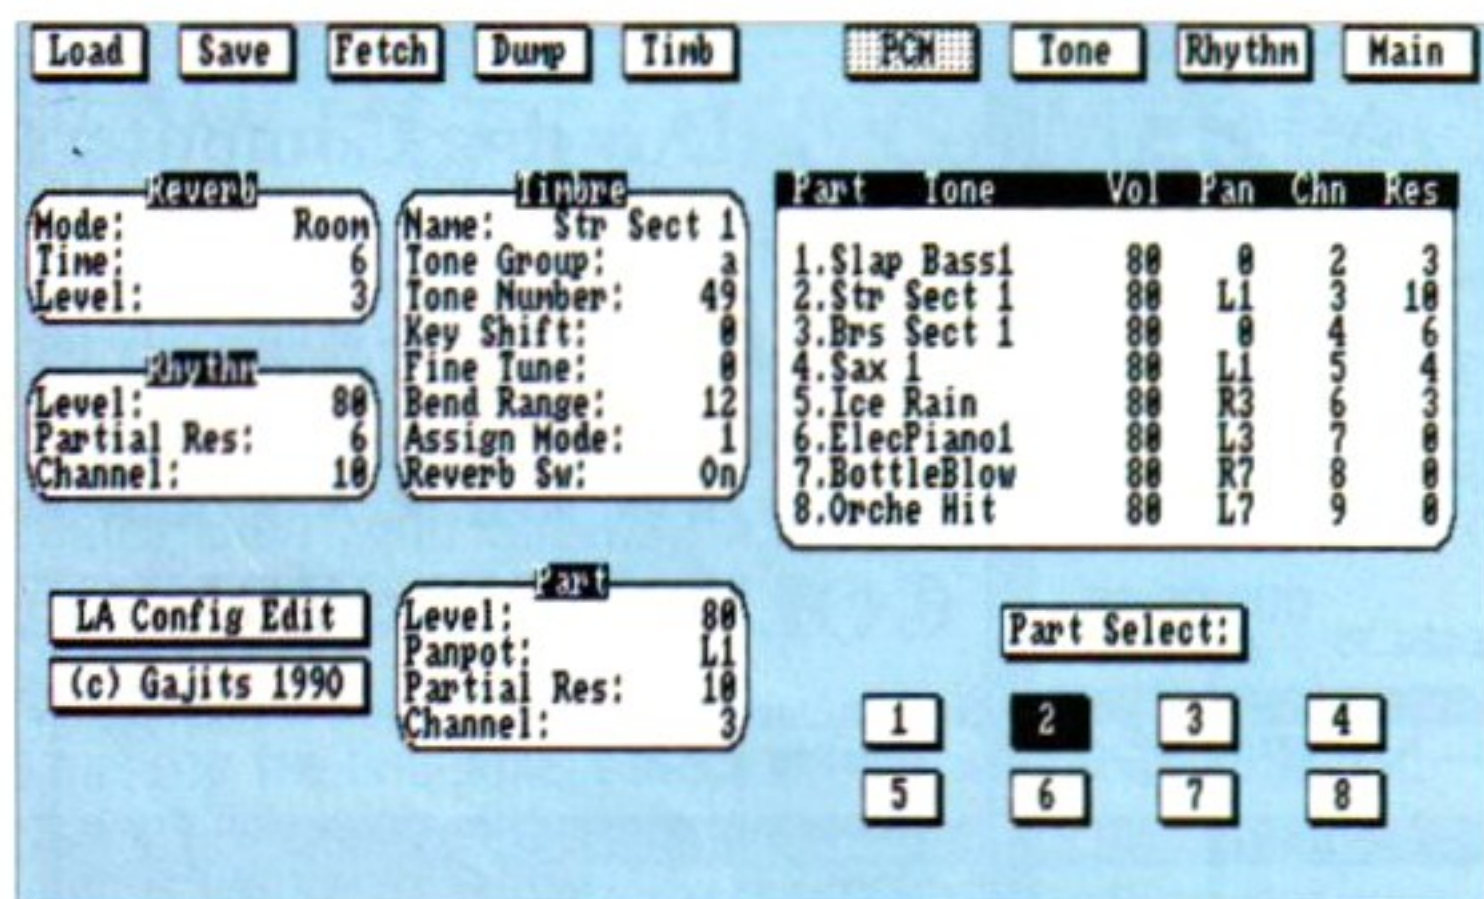 Load Save Fetch Dump Timb PCM Tone Rhythm Main
Reverb
Mode: Room
Time: 6
Level: 3
Rhythm
Level: 80
Partial Res: 6
Channel: 10
LA Config Edit
(c) Gajits 1990
Timbre
Name: Str Sect 1
Tone Group: a
Tone Number: 49
Key Shift: 0
Fine Tune: 0
Bend Range: 12
Assign Mode: 1
Reverb Sw: On
Part
Level: 80
Panpot: L1
Partial Res: 10
Channel: 3
Part Tone Vol Pan Chn Res
1.Slap Bass1 80 0 2 3
2.Str Sect 1 80 L1 3 10
3.Brs Sect 1 80 0 4 6
4.Sax 1 80 L1 5 4
5.Ice Rain 80 R3 6 3
6.ElecPiano1 80 L3 7 0
7.BottleBlow 80 R7 8 0
8.Orche Hit 80 L7 9 0
Part Select:
1 2 3 4
5 6 7 8